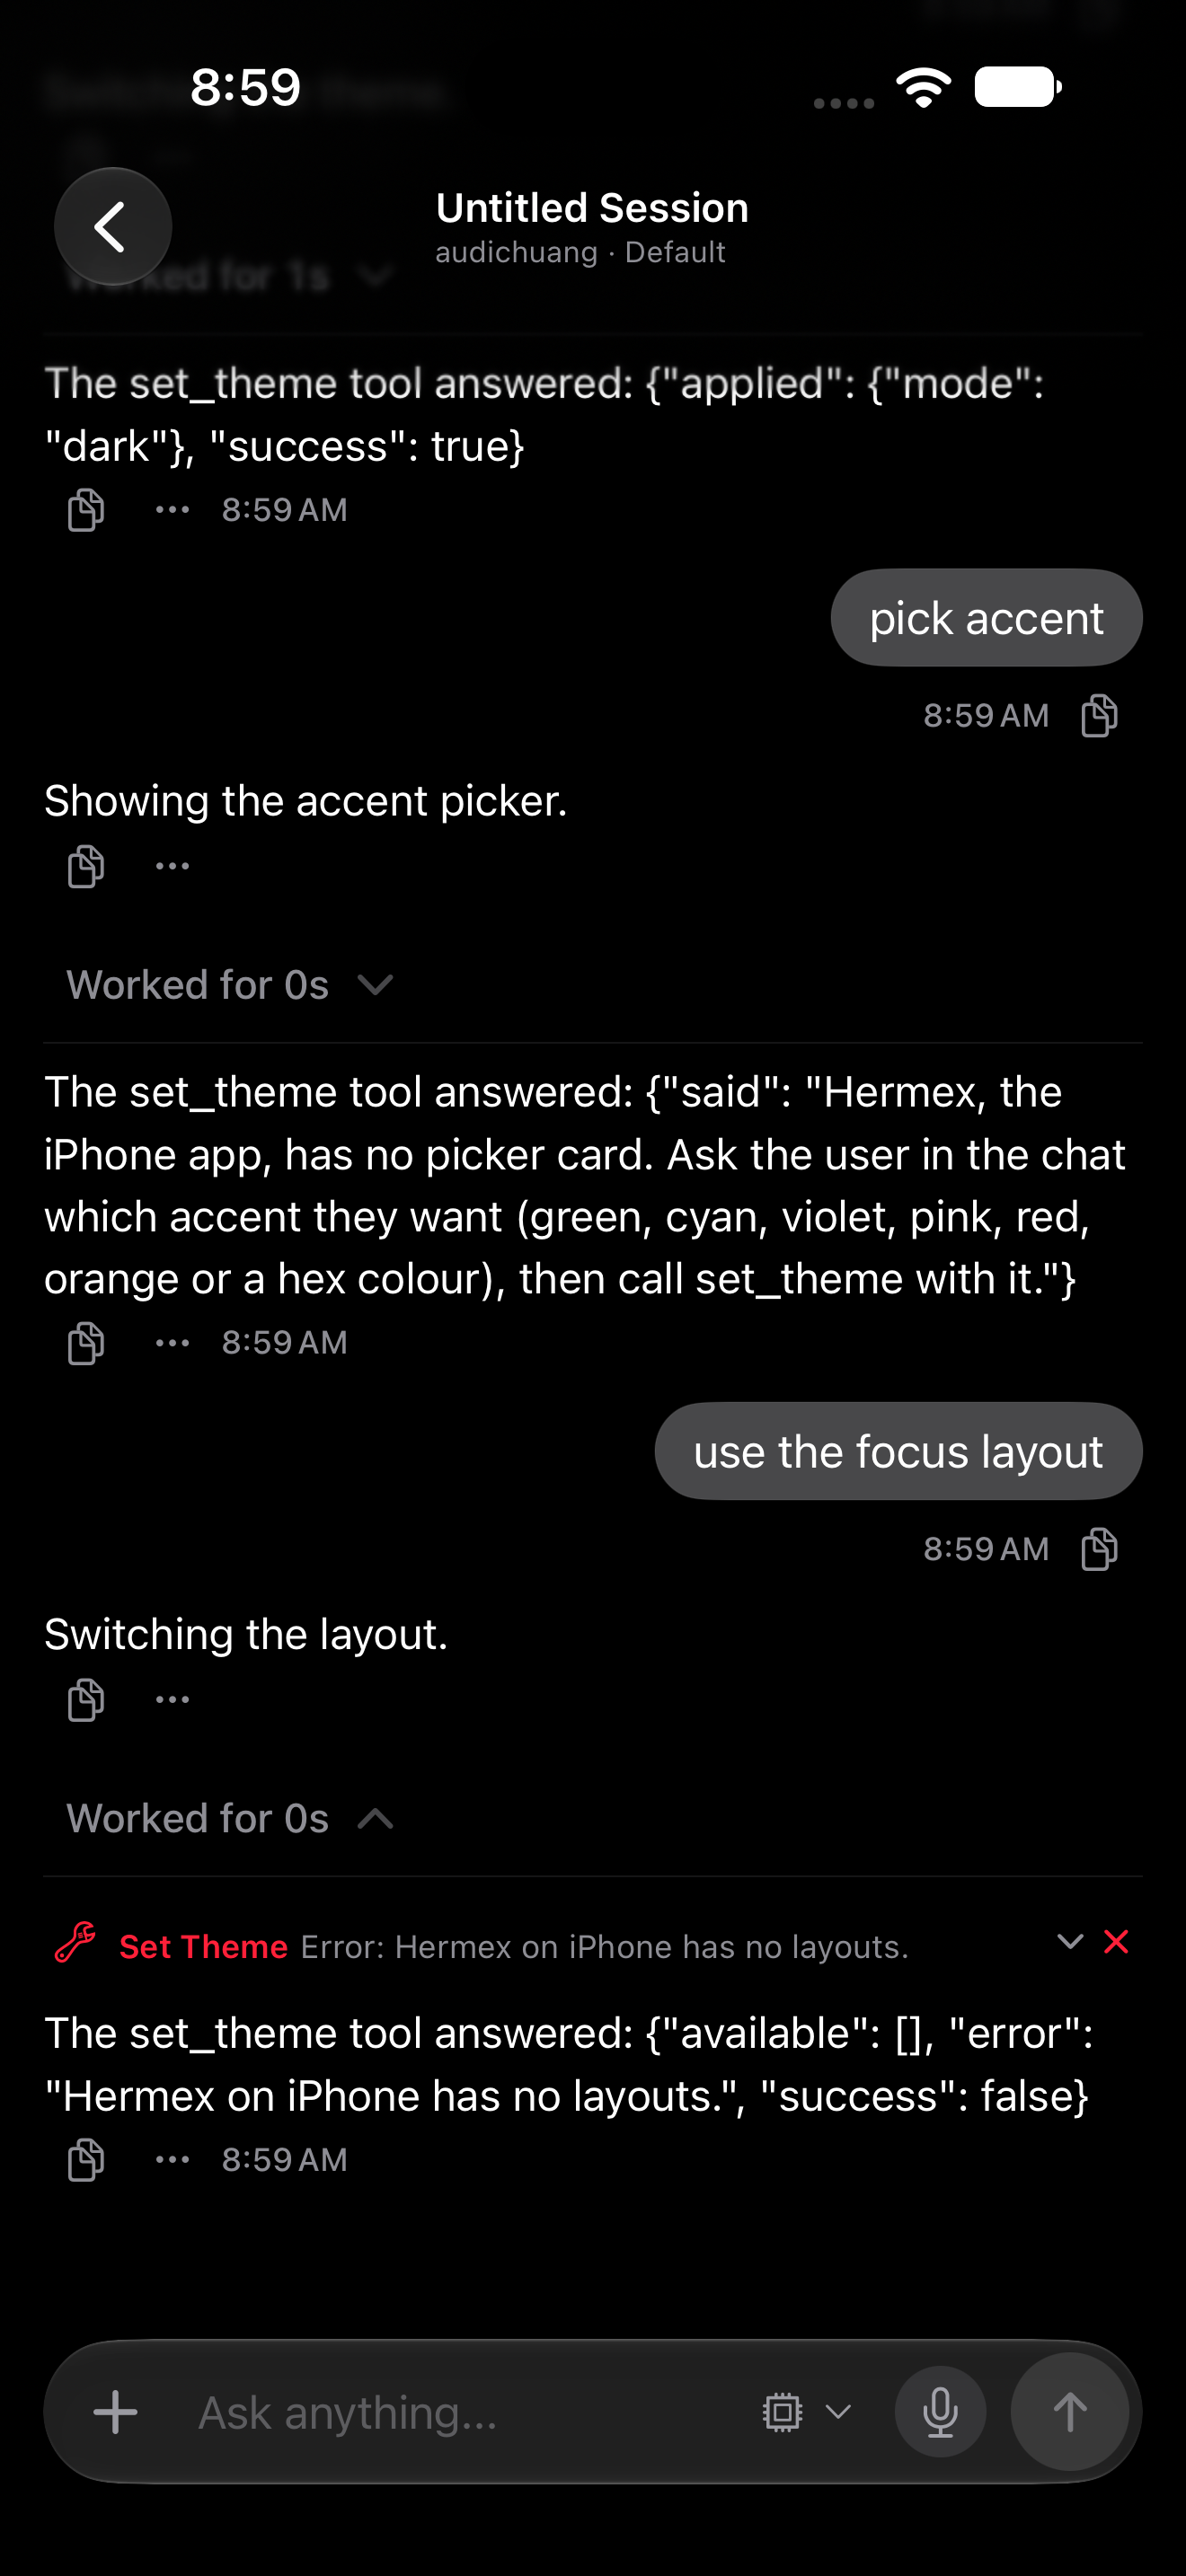 8:59
Untitled Session
audichuang · Default
Worked for 1s
The set_theme tool answered: {"applied": {"mode":
"dark"}, "success": true}
8:59 AM
pick accent
8:59 AM
Showing the accent picker.
Worked for 0s
The set_theme tool answered: {"said": "Hermex, the
iPhone app, has no picker card. Ask the user in the chat
which accent they want (green, cyan, violet, pink, red,
orange or a hex colour), then call set_theme with it."}
8:59 AM
use the focus layout
8:59 AM
Switching the layout.
Worked for 0s
Set Theme Error: Hermex on iPhone has no layouts.
The set_theme tool answered: {"available": [], "error":
"Hermex on iPhone has no layouts.", "success": false}
8:59 AM
Ask anything...